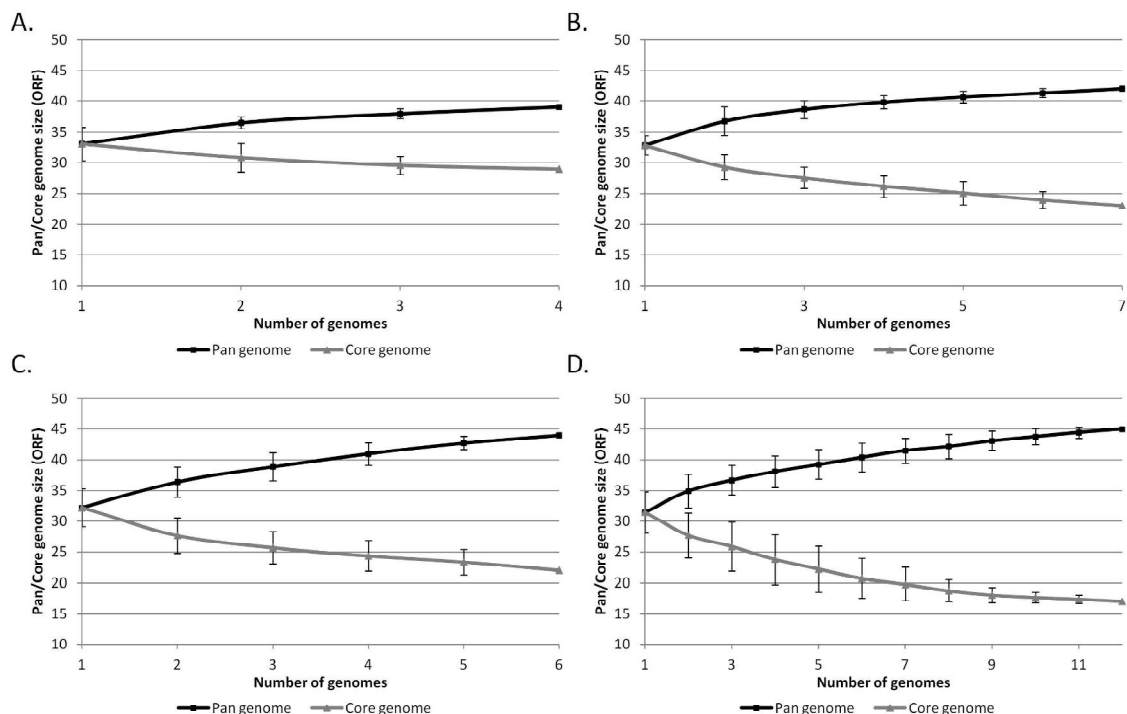 A.
50
45
40
35
30
25
20
15
10
Pan/Core genome size (ORF)
1 2 3 4
Number of genomes
Pan genome Core genome
B.
50
45
40
35
30
25
20
15
10
Pan/Core genome size (ORF)
1 3 5 7
Number of genomes
Pan genome Core genome
C.
50
45
40
35
30
25
20
15
10
Pan/Core genome size (ORF)
1 2 3 4 5 6
Number of genomes
Pan genome Core genome
D.
50
45
40
35
30
25
20
15
10
Pan/Core genome size (ORF)
1 3 5 7 9 11
Number of genomes
Pan genome Core genome